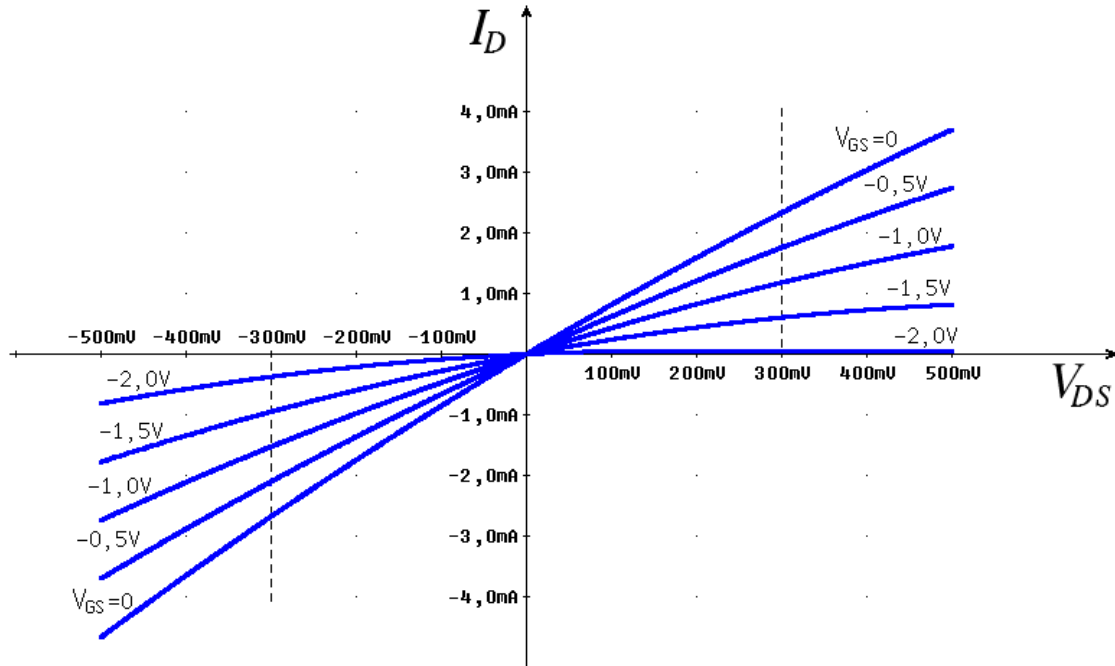 I_D
4,0mA
V_GS=0
3,0mA
-0,5V
2,0mA
-1,0V
1,0mA
-1,5V
-500mV -400mV -300mV -200mV -100mV
-2,0V
100mV 200mV 300mV 400mV 500mV
V_DS
-2,0V
-1,0mA
-1,5V
-2,0mA
-1,0V
-3,0mA
-0,5V
V_GS=0
-4,0mA